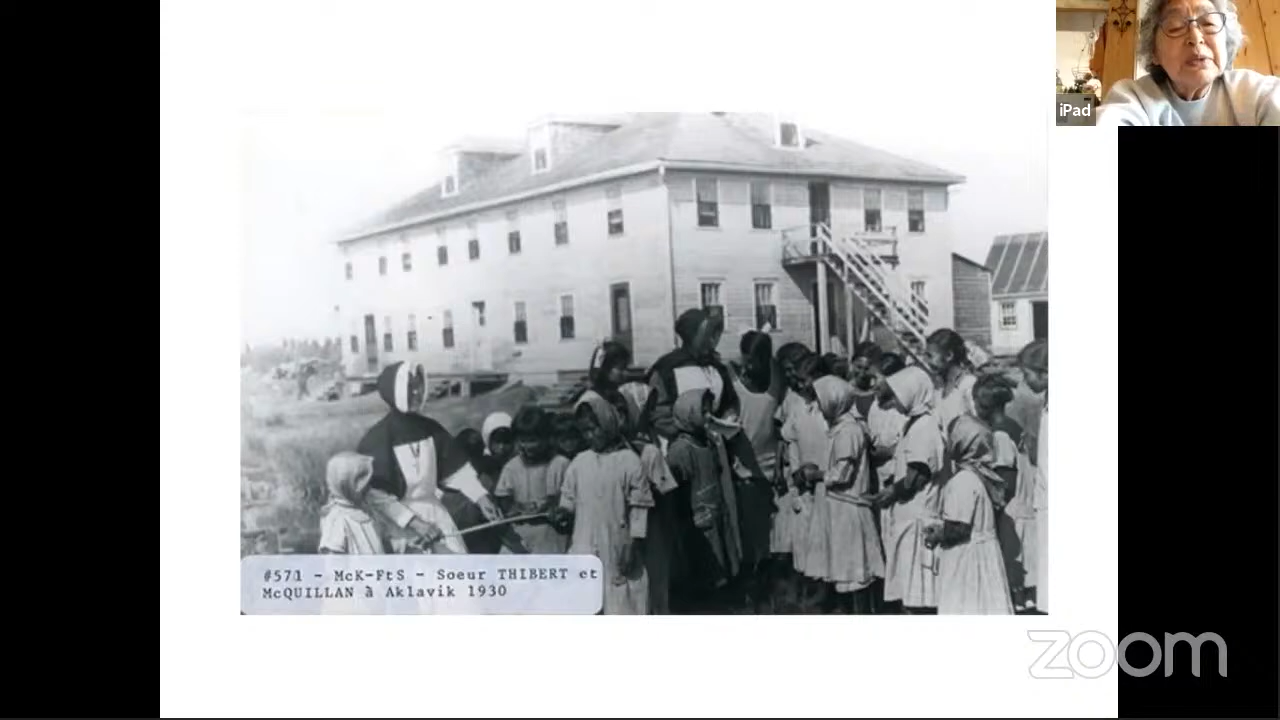 iPad
#571 - McK-FtS - Soeur THIBERT et
McQUILLAN à Aklavik 1930
zoom